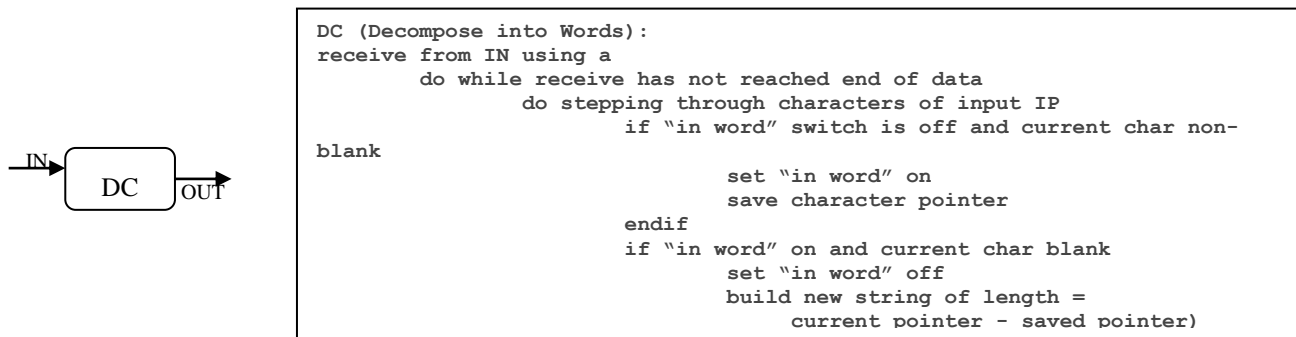 DC (Decompose into Words):
receive from IN using a
do while receive has not reached end of data
do stepping through characters of input IP
if “in word” switch is off and current char non-
blank
set “in word” on
save character pointer
endif
if “in word” on and current char blank
set “in word” off
build new string of length =
current pointer - saved pointer)
IN
DC
OUT